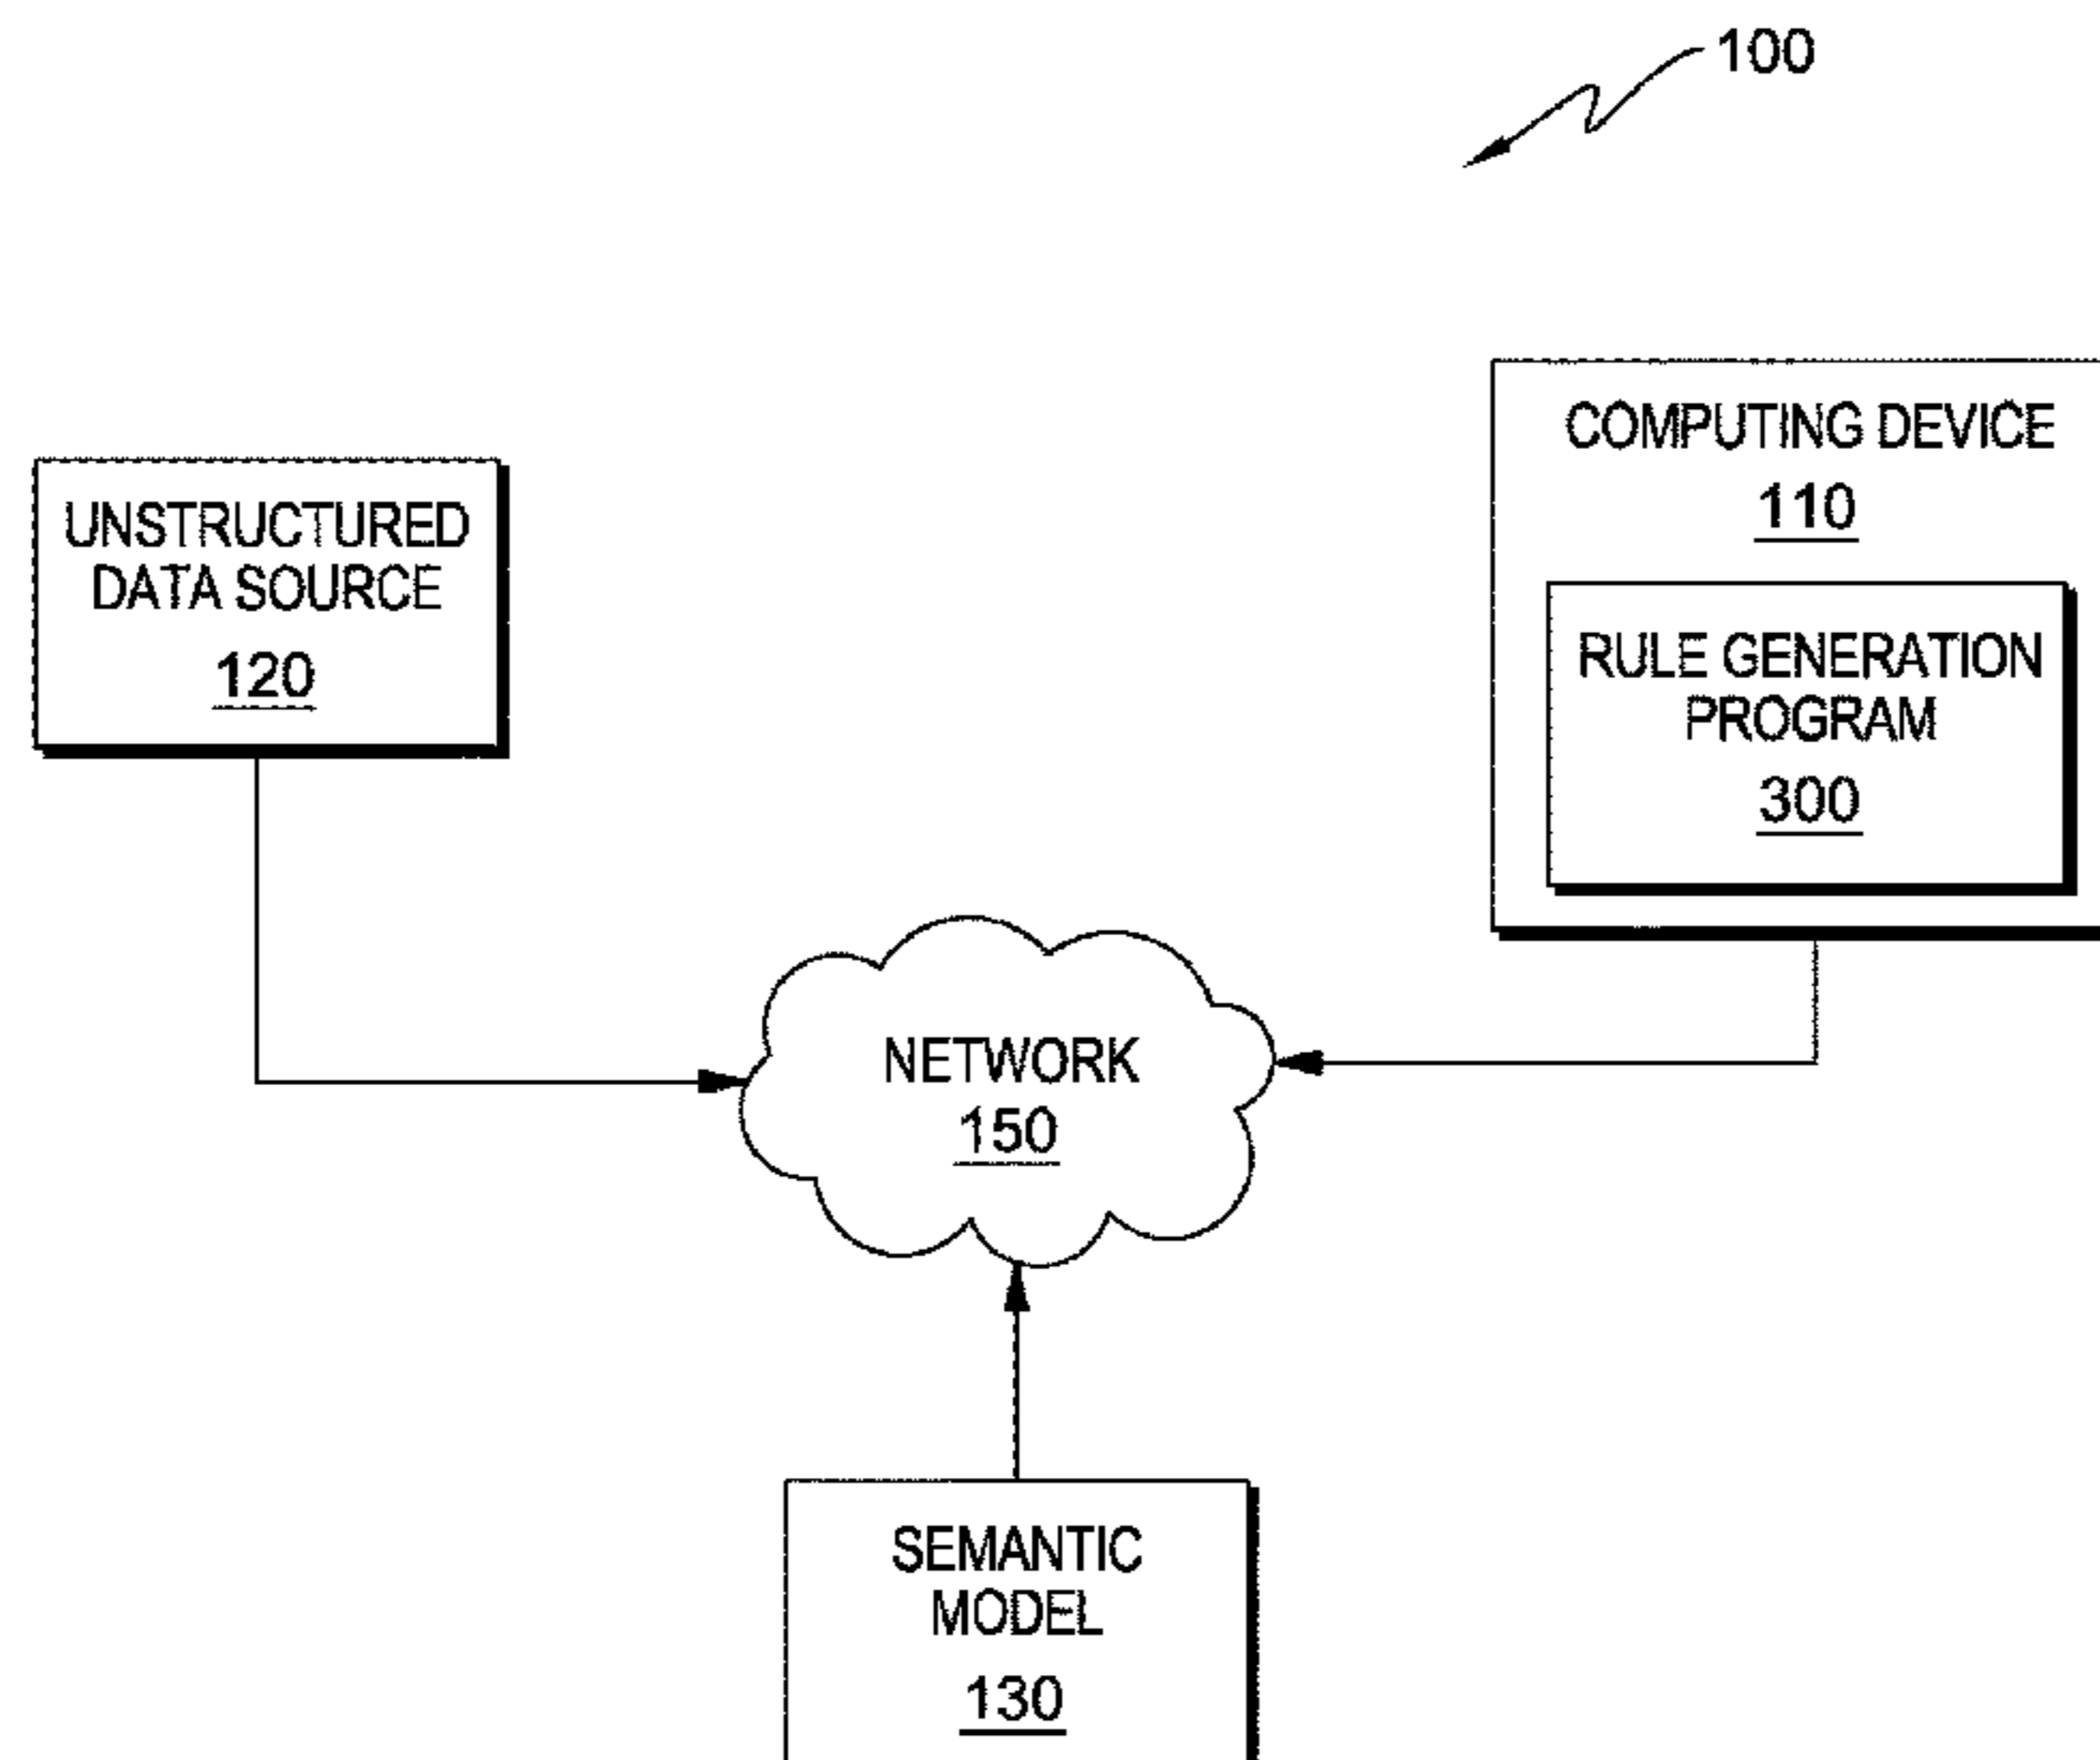 100
COMPUTING DEVICE
110
UNSTRUCTURED
DATA SOURCE
120
RULE GENERATION
PROGRAM
300
NETWORK
150
SEMANTIC
MODEL
130